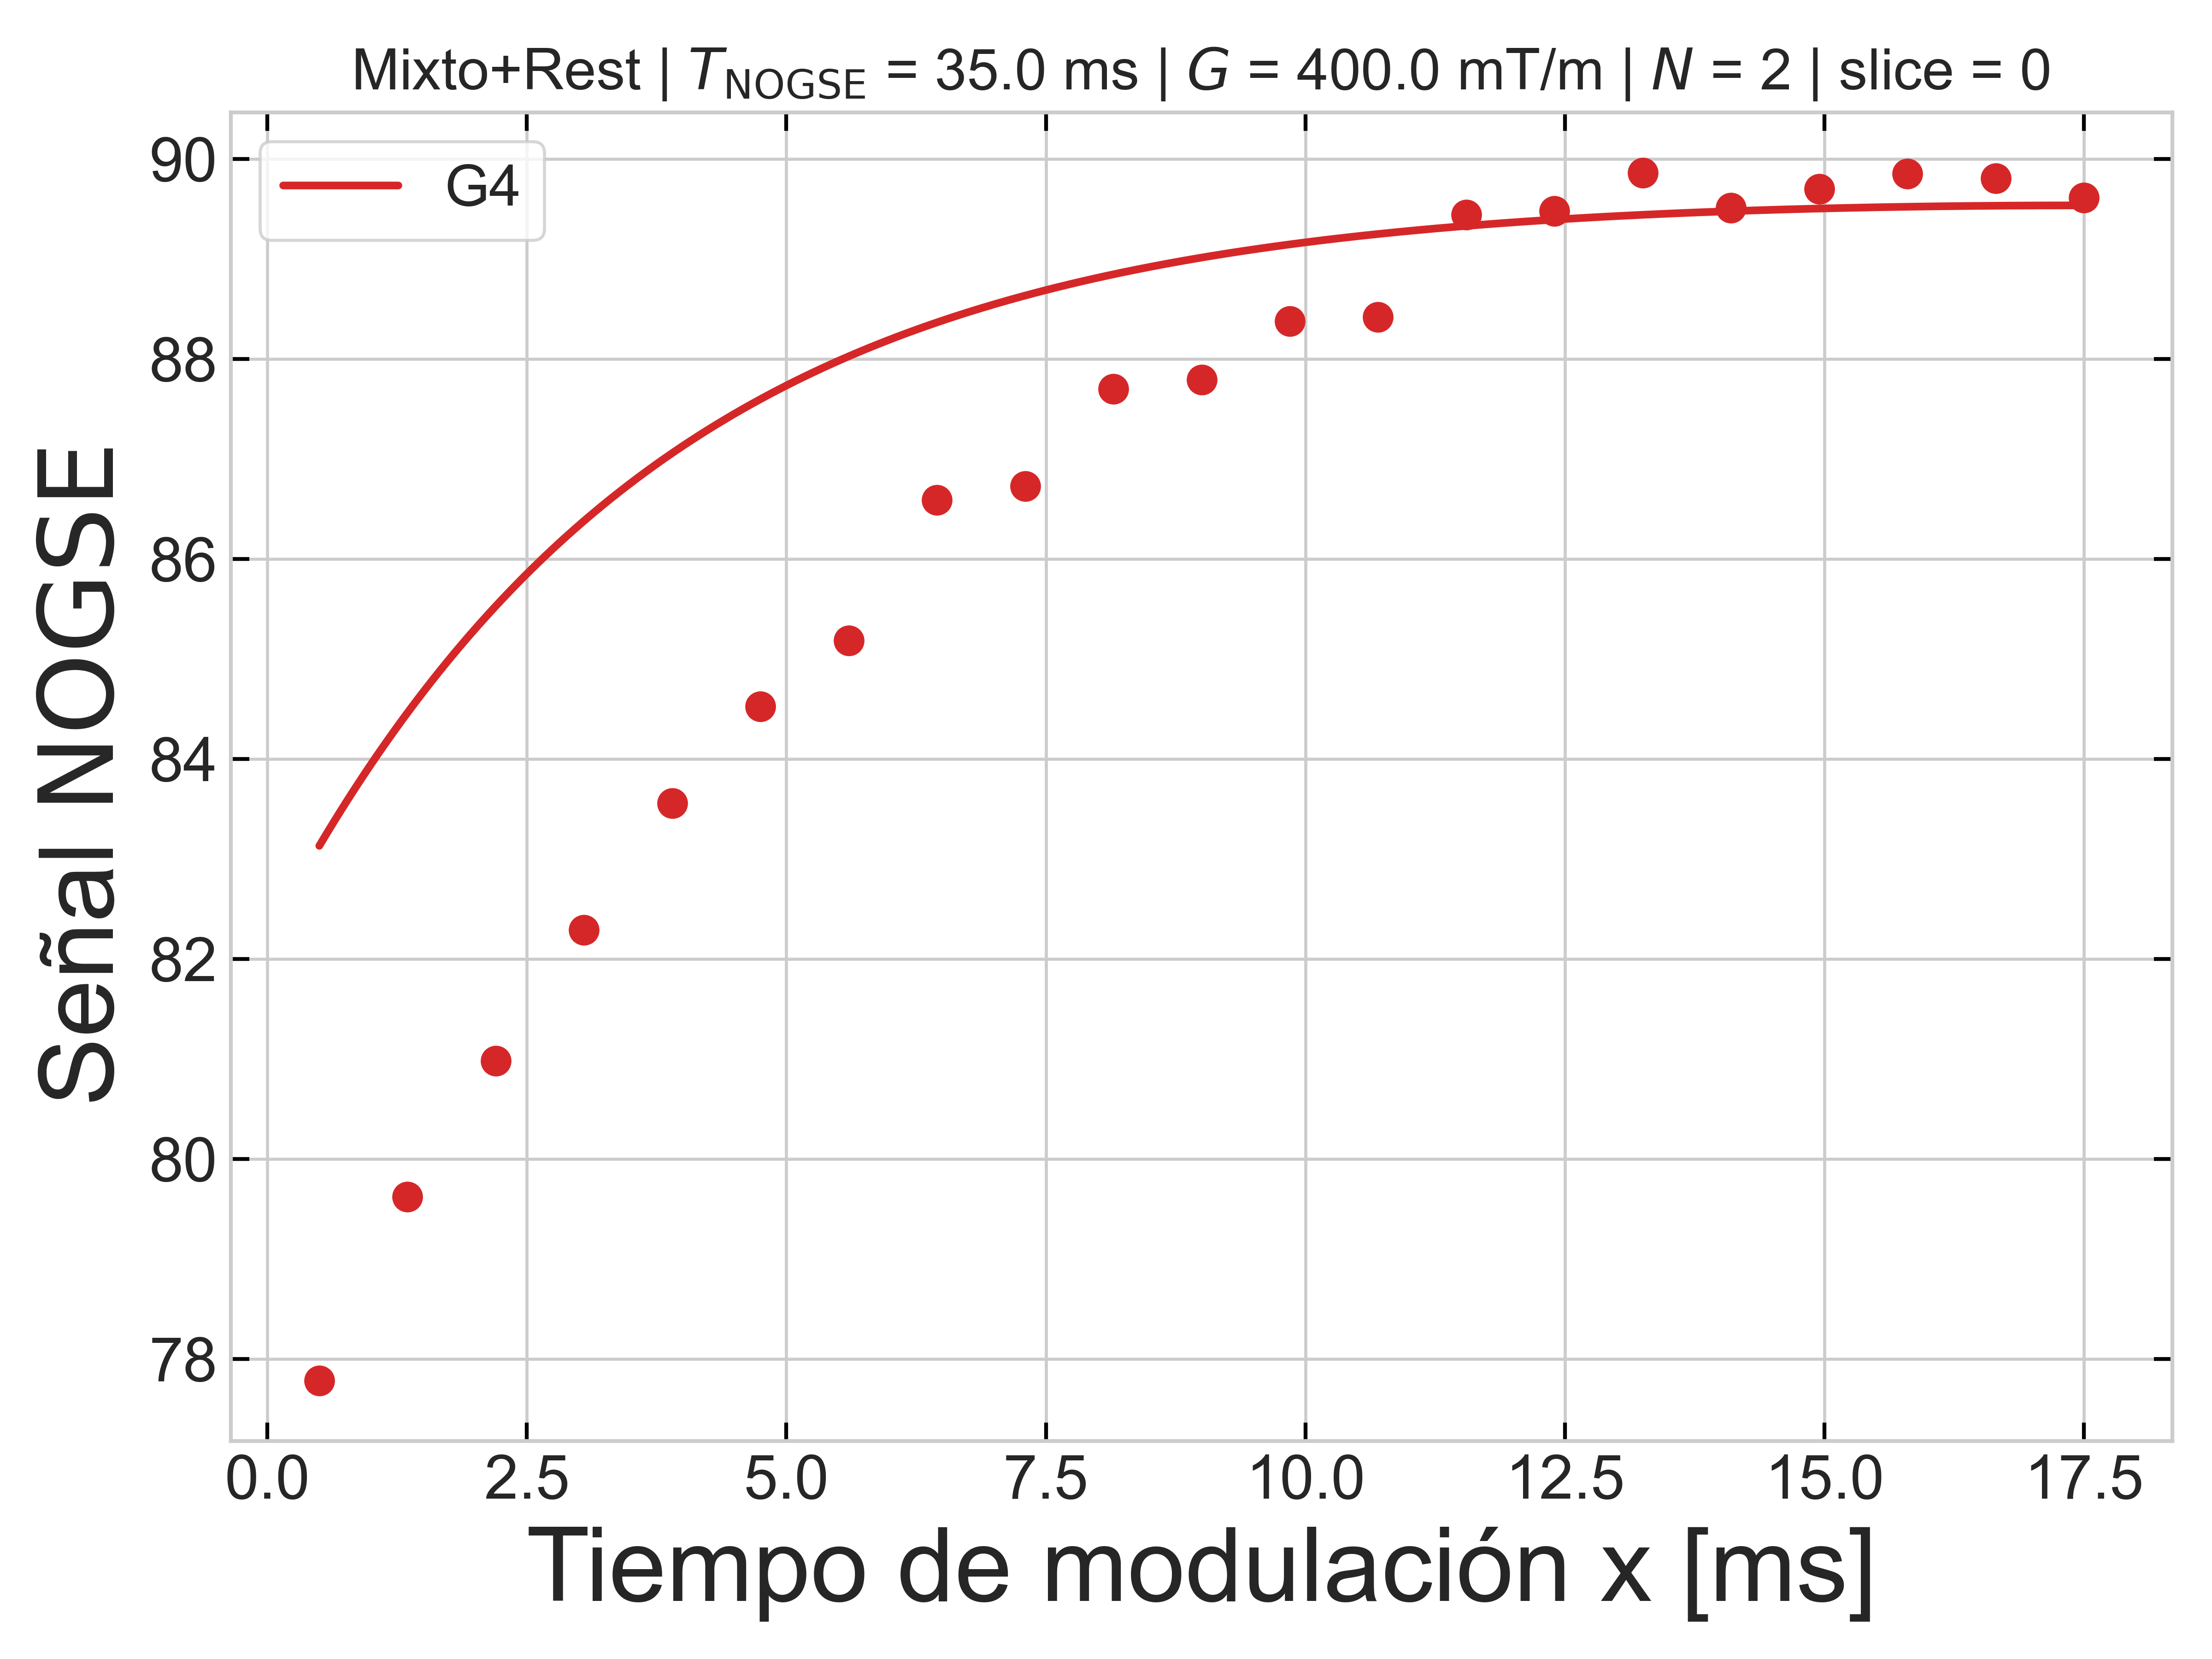 Mixto+Rest | T_NOGSE = 35.0 ms | G = 400.0 mT/m | N = 2 | slice = 0
G4
Señal NOGSE
90
88
86
84
82
80
78
0.0 2.5 5.0 7.5 10.0 12.5 15.0 17.5
Tiempo de modulación x [ms]